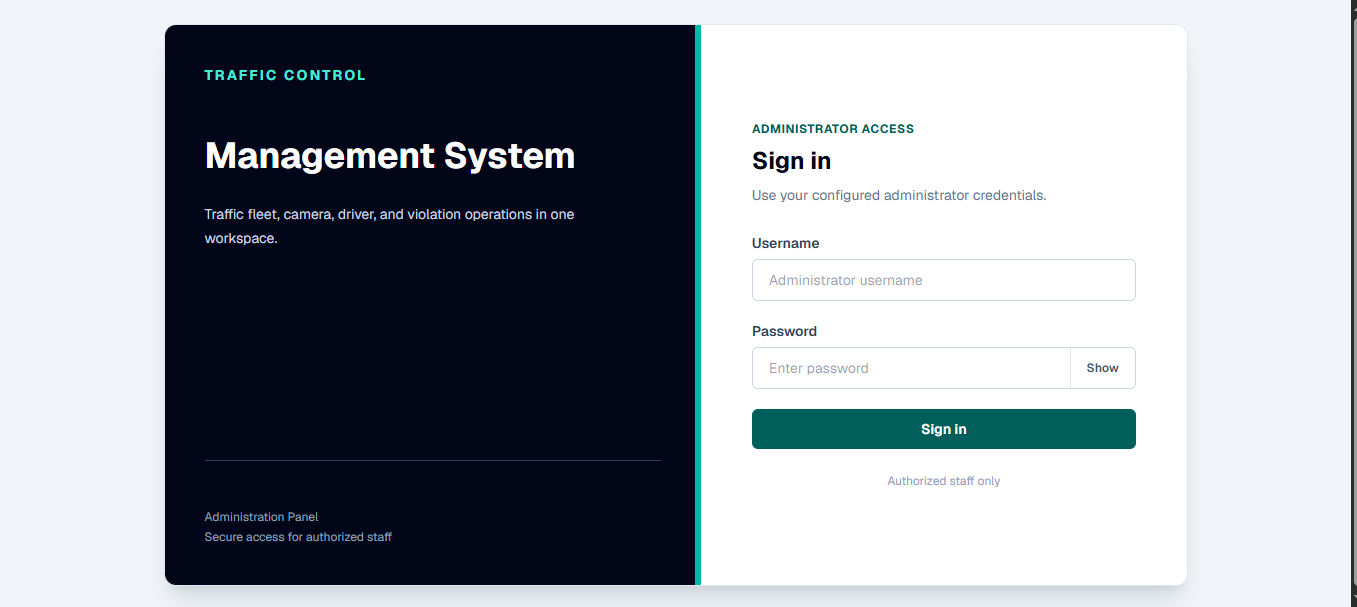 TRAFFIC CONTROL
Management System
Traffic fleet, camera, driver, and violation operations in one
workspace.
Administration Panel
Secure access for authorized staff
ADMINISTRATOR ACCESS
Sign in
Use your configured administrator credentials.
Username
Administrator username
Password
Enter password
Show
Sign in
Authorized staff only